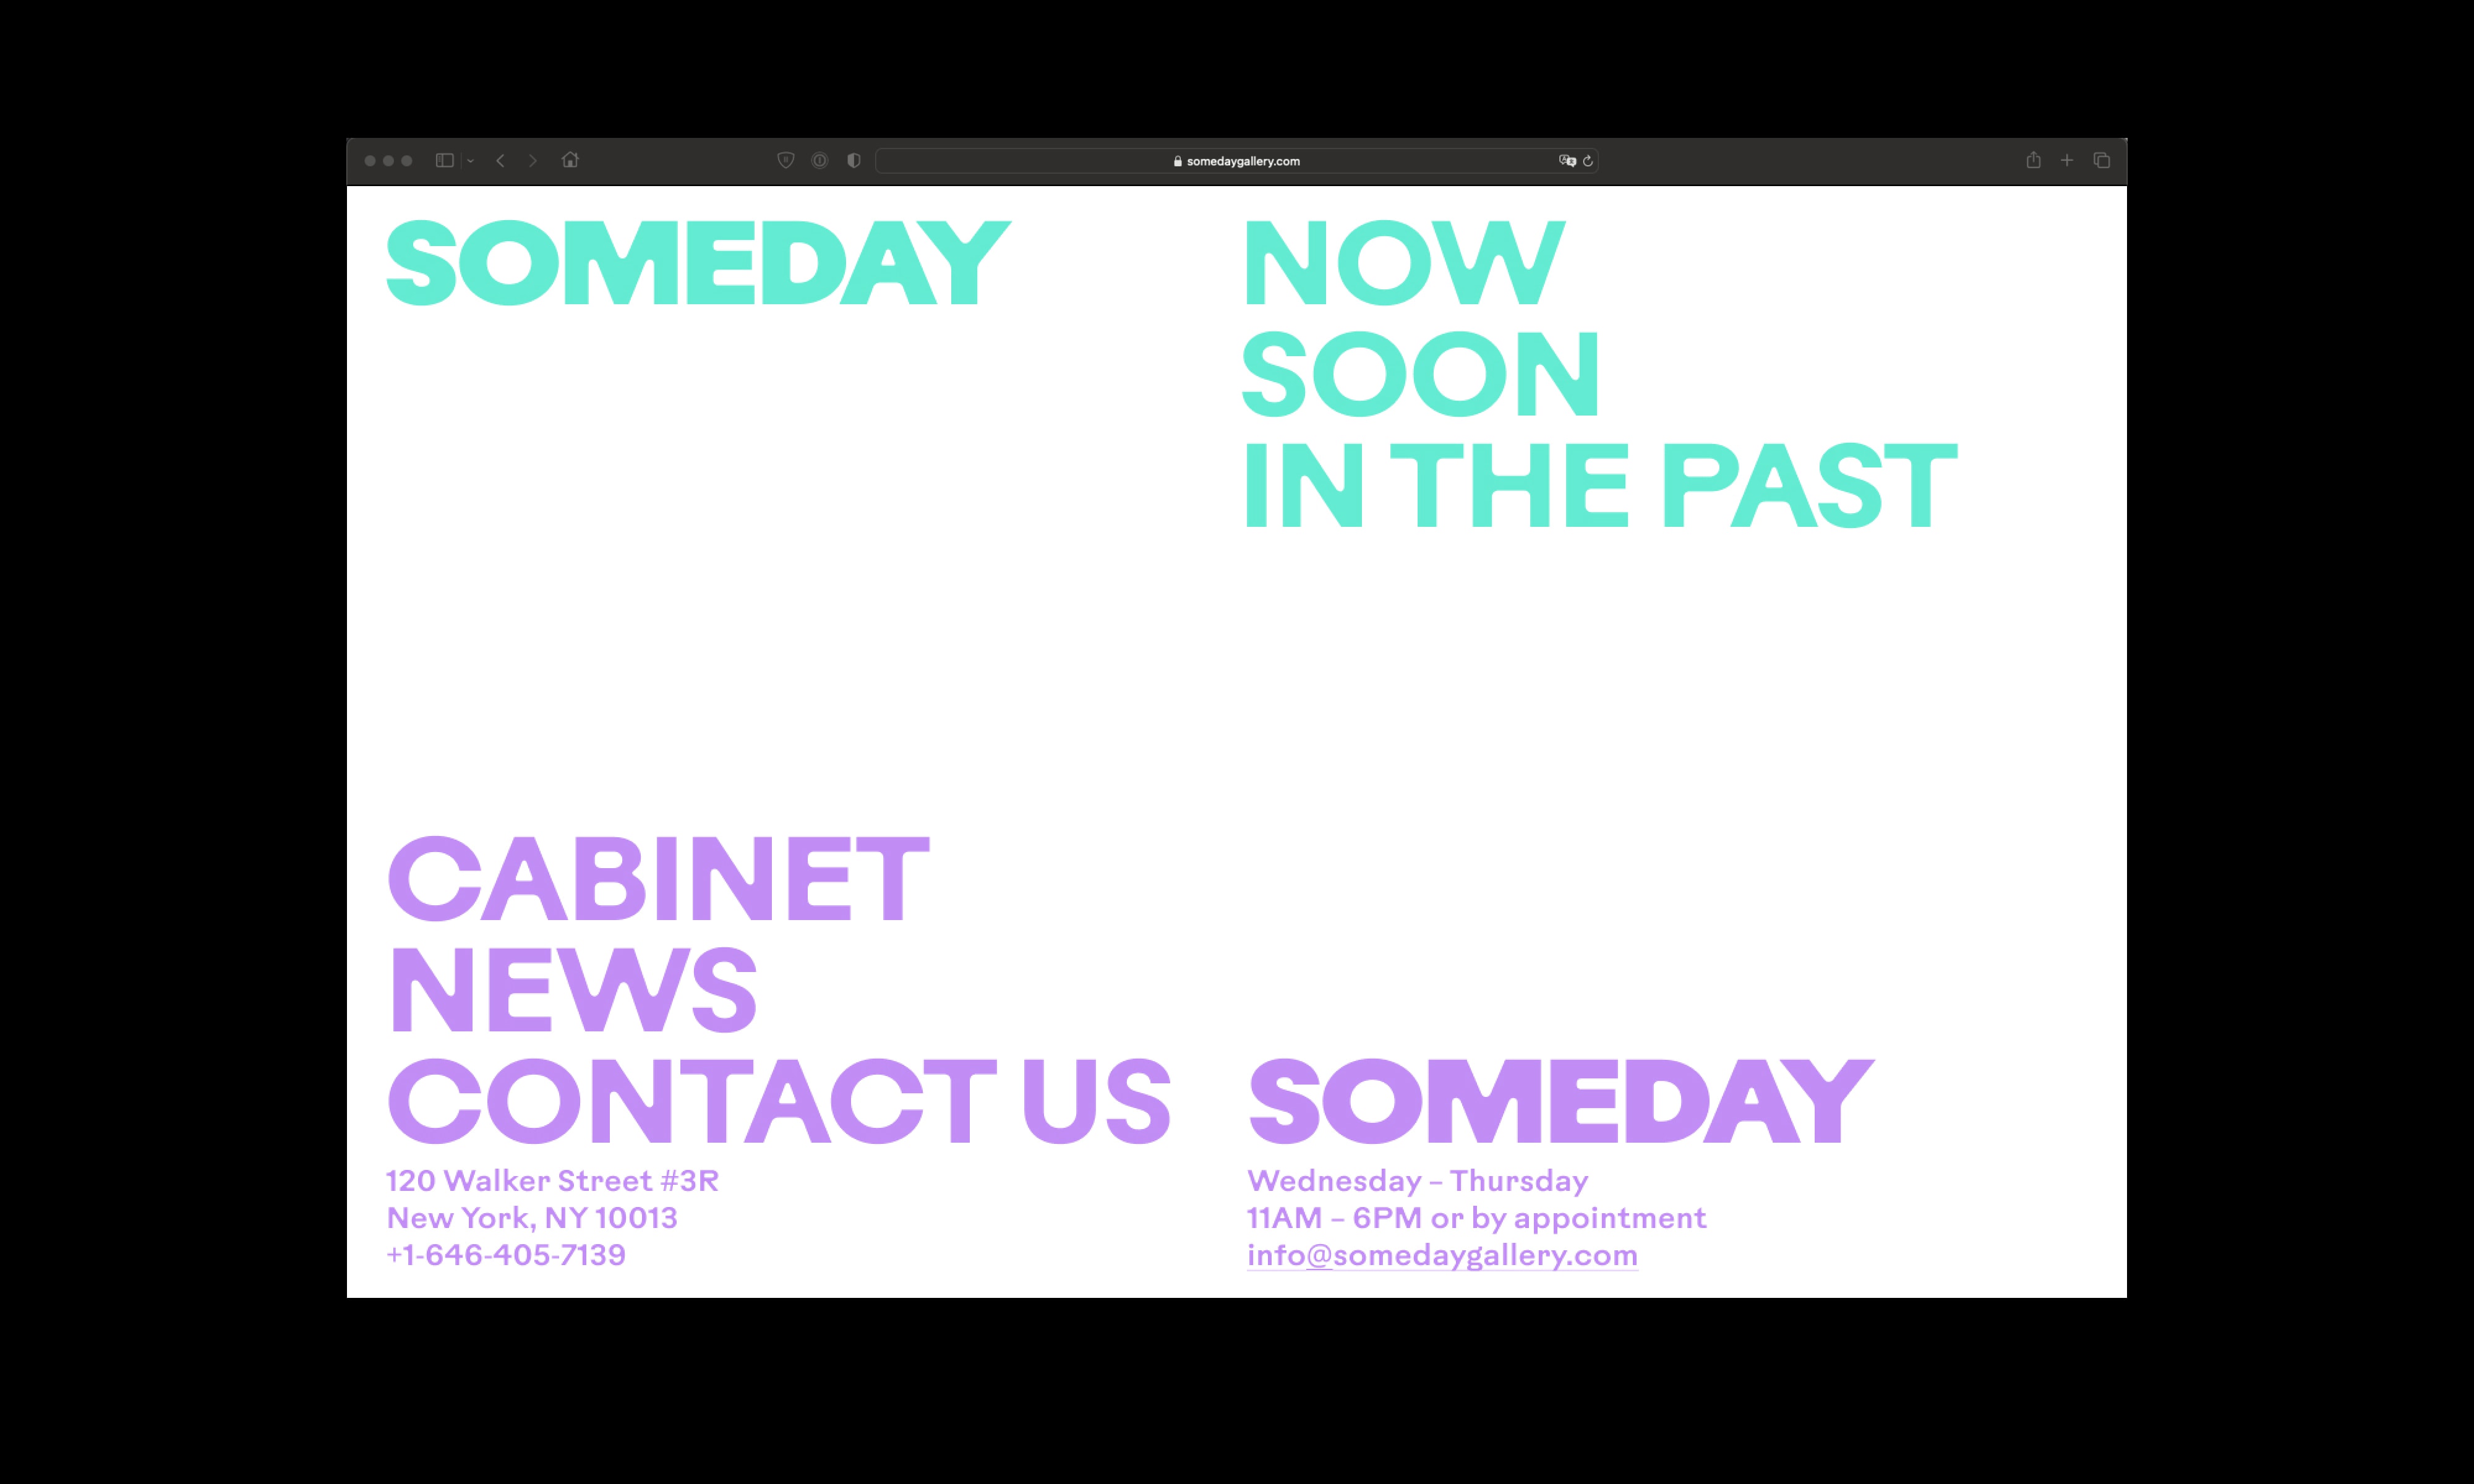 somedaygallery.com
SOMEDAY
NOW
SOON
IN THE PAST
CABINET
NEWS
CONTACT US
120 Walker Street #3R
New York, NY 10013
+1-646-405-7139
SOMEDAY
Wednesday – Thursday
11AM – 6PM or by appointment
info@somedaygallery.com